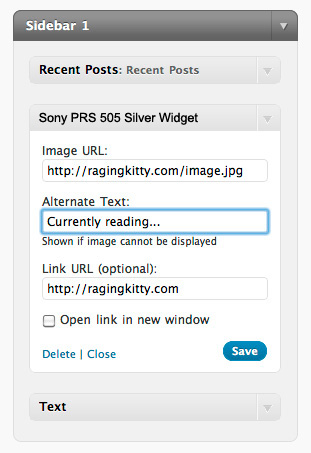 Sidebar 1
Recent Posts: Recent Posts
Sony PRS 505 Silver Widget
Image URL:
http://ragingkitty.com/image.jpg
Alternate Text:
Currently reading...
Shown if image cannot be displayed
Link URL (optional):
http://ragingkitty.com
Open link in new window
Delete | Close Save
Text